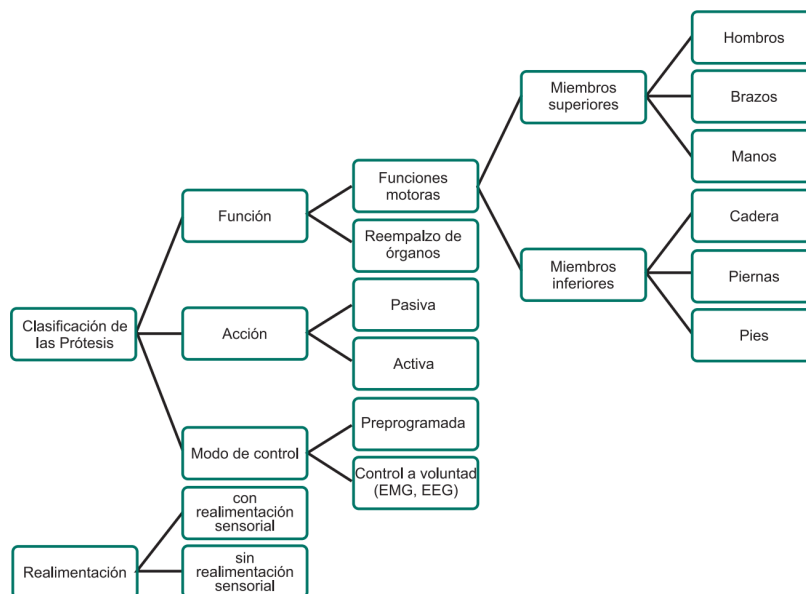 Clasificación de
las Prótesis
Función
Funciones
motoras
Miembros
superiores
Hombros
Brazos
Manos
Miembros
inferiores
Cadera
Piernas
Pies
Reempalzo de
órganos
Acción
Pasiva
Activa
Modo de control
Preprogramada
Control a voluntad
(EMG, EEG)
Realimentación
con
realimentación
sensorial
sin
realimentación
sensorial